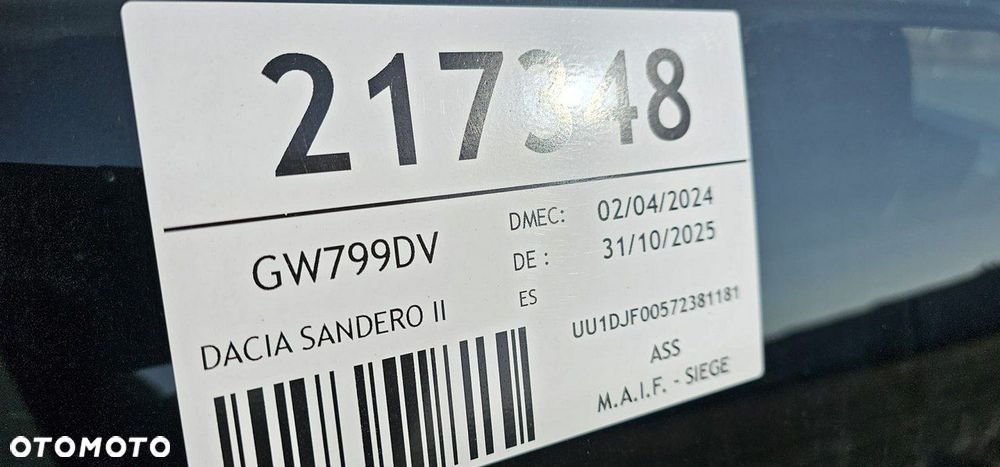 217348
GW799DV
DMEC: 02/04/2024
DE : 31/10/2025
DACIA SANDERO II
ES
UU1DJF00572381181
ASS
M.A.I.F. - SIEGE
OTOMOTO